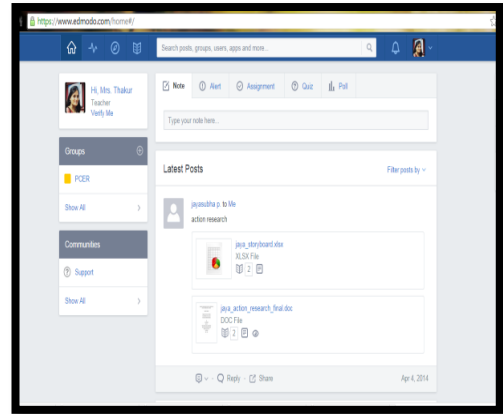 https://www.edmodo.com/home#/
Search posts, groups, users, apps and more...
Hi, Mrs. Thakur
Teacher
Verify Me
Groups
PCER
Show All
Communities
Support
Show All
Note Alert Assignment Quiz Poll
Type your note here...
Latest Posts Filter posts by
jayasubha p. to Me
action research
jaya_storyboard.xlsx
XLSX File
2
jaya_action_research_final.doc
DOC File
2
Reply · Share Apr 4, 2014